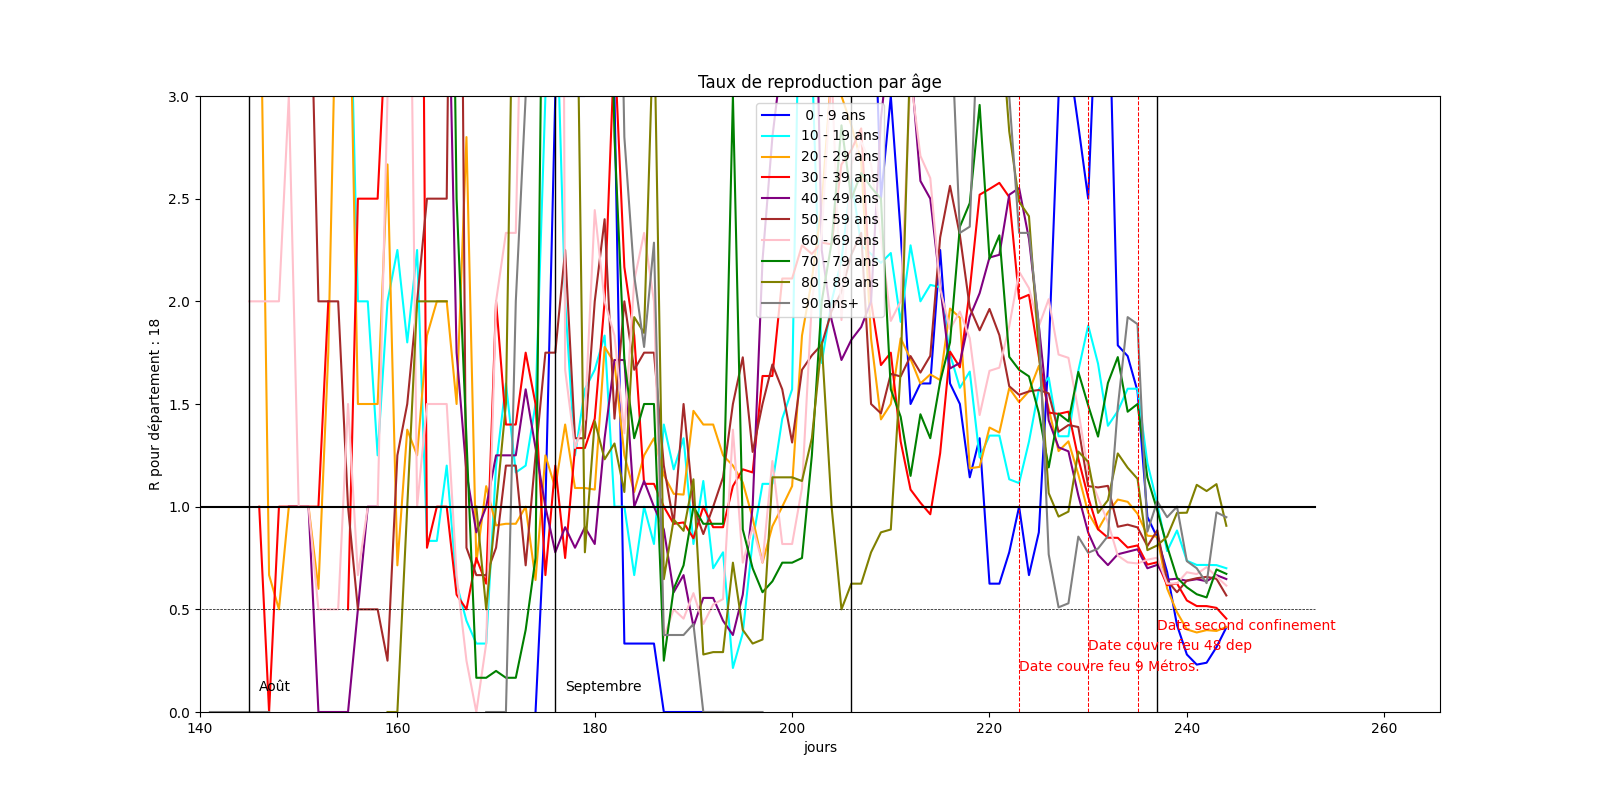 Taux de reproduction par âge
3.0
2.5
2.0
1.5
1.0
0.5
0.0
R pour département : 18
0 - 9 ans
10 - 19 ans
20 - 29 ans
30 - 39 ans
40 - 49 ans
50 - 59 ans
60 - 69 ans
70 - 79 ans
80 - 89 ans
90 ans+
Date second confinement
Date couvre feu 48 dep
Date couvre feu 9 Métros.
Août
Septembre
140
160
180
200
220
240
260
jours